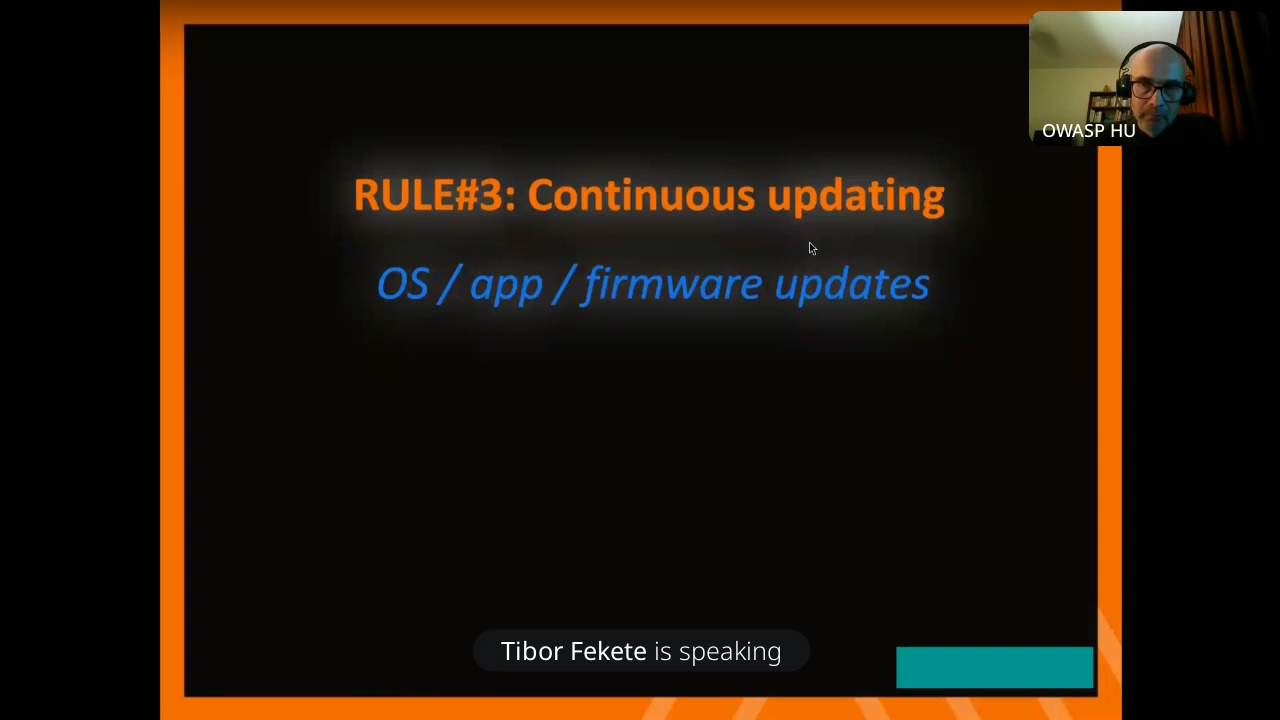 OWASP HU
RULE#3: Continuous updating
OS / app / firmware updates
Tibor Fekete is speaking